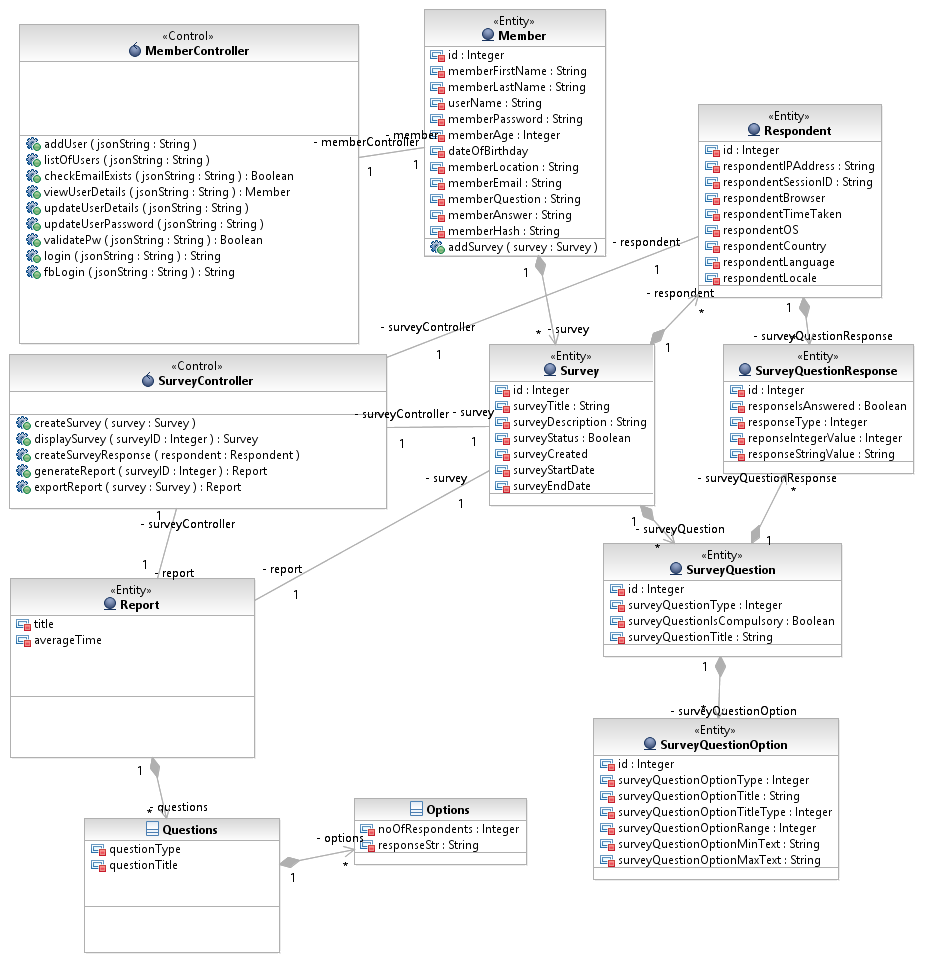 «Control»
MemberController
addUser ( jsonString : String )
listOfUsers ( jsonString : String )
checkEmailExists ( jsonString : String ) : Boolean
viewUserDetails ( jsonString : String ) : Member
updateUserDetails ( jsonString : String )
updateUserPassword ( jsonString : String )
validatePw ( jsonString : String ) : Boolean
login ( jsonString : String ) : String
fbLogin ( jsonString : String ) : String
- memberController
1
- member
1
«Entity»
Member
id : Integer
memberFirstName : String
memberLastName : String
userName : String
memberPassword : String
memberAge : Integer
dateOfBirthday
memberLocation : String
memberEmail : String
memberQuestion : String
memberAnswer : String
memberHash : String
addSurvey ( survey : Survey )
1
* - survey
«Entity»
Respondent
id : Integer
respondentIPAddress : String
respondentSessionID : String
respondentBrowser
respondentTimeTaken
respondentOS
respondentCountry
respondentLanguage
respondentLocale
- respondent
1
- surveyController
1
- respondent
*
1
1
- surveyQuestionResponse
*
«Control»
SurveyController
createSurvey ( survey : Survey )
displaySurvey ( surveyID : Integer ) : Survey
createSurveyResponse ( respondent : Respondent )
generateReport ( surveyID : Integer ) : Report
exportReport ( survey : Survey ) : Report
- surveyController
1
- survey
1
«Entity»
Survey
id : Integer
surveyTitle : String
surveyDescription : String
surveyStatus : Boolean
surveyCreated
surveyStartDate
surveyEndDate
«Entity»
SurveyQuestionResponse
id : Integer
responseIsAnswered : Boolean
responseType : Integer
reponseIntegerValue : Integer
responseStringValue : String
- surveyQuestionResponse
*
1
- survey
1
- report
1
1
- surveyController
1
- report
1
- surveyQuestion
*
«Entity»
Report
title
averageTime
«Entity»
SurveyQuestion
id : Integer
surveyQuestionType : Integer
surveyQuestionIsCompulsory : Boolean
surveyQuestionTitle : String
1
*
- surveyQuestionOption
«Entity»
SurveyQuestionOption
id : Integer
surveyQuestionOptionType : Integer
surveyQuestionOptionTitle : String
surveyQuestionOptionTitleType : Integer
surveyQuestionOptionRange : Integer
surveyQuestionOptionMinText : String
surveyQuestionOptionMaxText : String
1
* - questions
Questions
questionType
questionTitle
1
- options
*
Options
noOfRespondents : Integer
responseStr : String